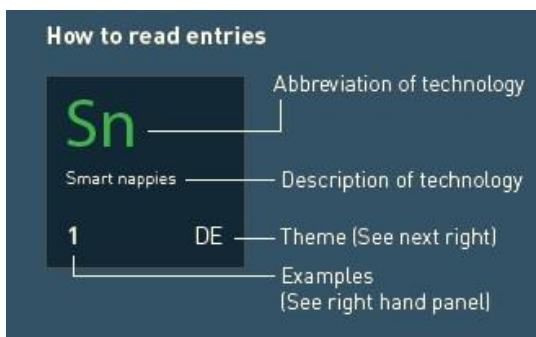 How to read entries
Abbreviation of technology
Sn
Smart nappies
Description of technology
1
DE
Theme (See next right)
Examples
(See right hand panel)